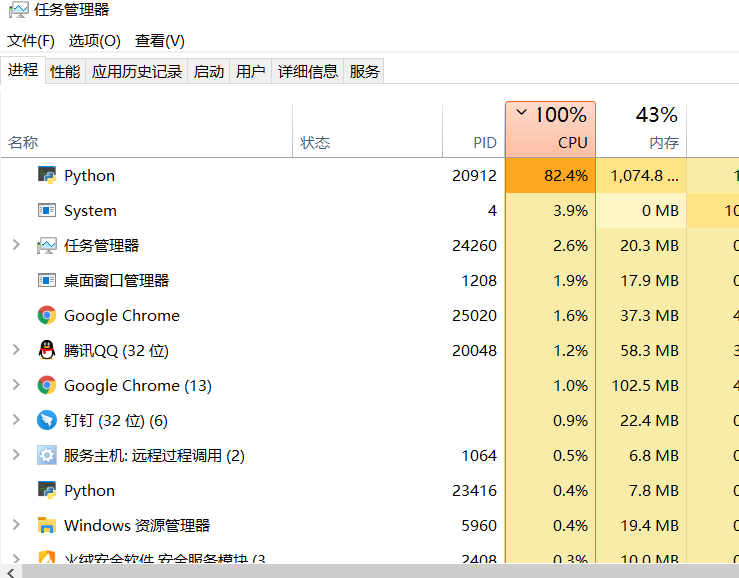 任务管理器
文件(F) 选项(O) 查看(V)
进程 性能 应用历史记录 启动 用户 详细信息 服务
100% 43%
名称 状态 PID CPU 内存
Python 20912 82.4% 1,074.8 ... 1
System 4 3.9% 0 MB 10
任务管理器 24260 2.6% 20.3 MB 0
桌面窗口管理器 1208 1.9% 17.9 MB 0
Google Chrome 25020 1.6% 37.3 MB 4
腾讯QQ (32 位) 20048 1.2% 58.3 MB 3
Google Chrome (13) 1.0% 102.5 MB 4
钉钉 (32 位) (6) 0.9% 22.4 MB 0
服务主机: 远程过程调用 (2) 1064 0.5% 6.8 MB 0
Python 23416 0.4% 7.8 MB 0
Windows 资源管理器 5960 0.4% 19.4 MB 0
火绒安全软件 安全服务模块 (3 2408 0.3% 10.0 MB 0